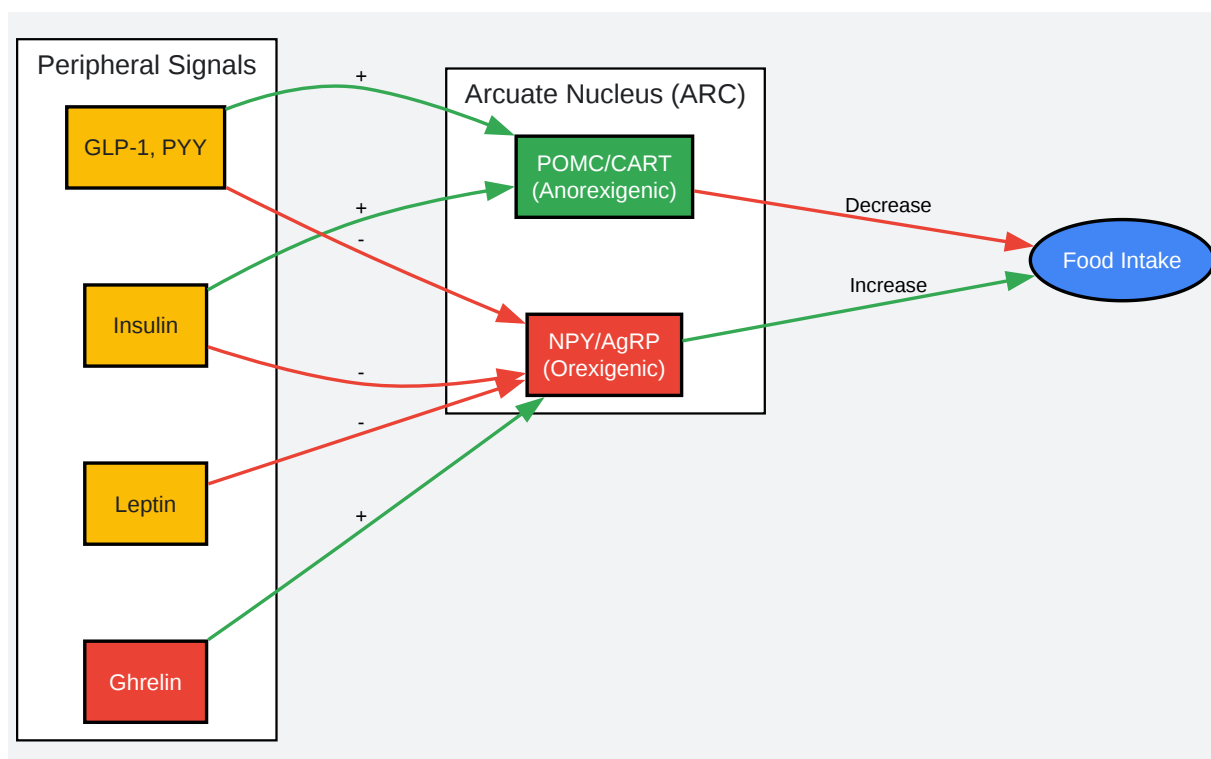 Peripheral Signals
GLP-1, PYY
Insulin
Leptin
Ghrelin
+
+
-
-
-
+
Arcuate Nucleus (ARC)
POMC/CART
(Anorexigenic)
NPY/AgRP
(Orexigenic)
Decrease
Increase
Food Intake